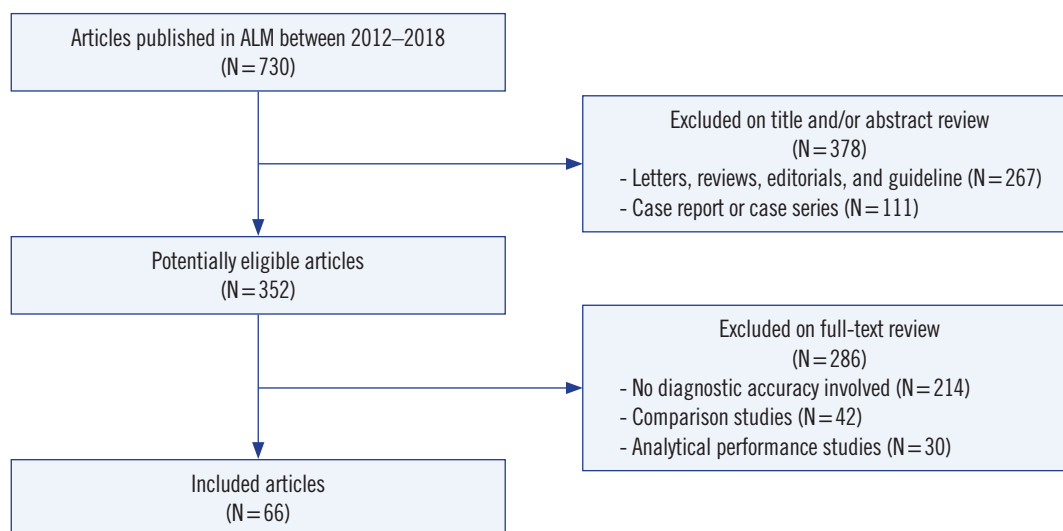 Articles published in ALM between 2012–2018
(N=730)
Excluded on title and/or abstract review
(N=378)
- Letters, reviews, editorials, and guideline (N=267)
- Case report or case series (N=111)
Potentially eligible articles
(N=352)
Excluded on full-text review
(N=286)
- No diagnostic accuracy involved (N=214)
- Comparison studies (N=42)
- Analytical performance studies (N=30)
Included articles
(N=66)